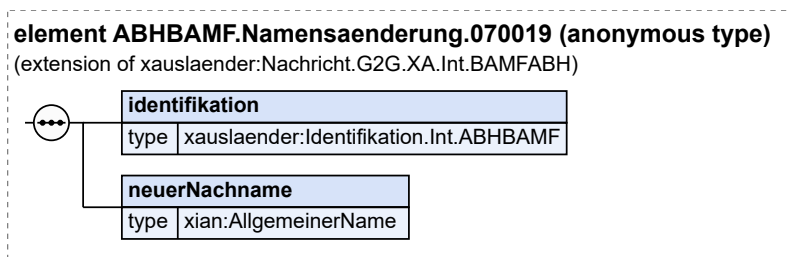 element ABHBAMF.Namensaenderung.070019 (anonymous type)
(extension of xauslaender:Nachricht.G2G.XA.Int.BAMFABH)
identifikation
type xauslaender:Identifikation.Int.ABHBAMF
neuerNachname
type xian:AllgemeinerName